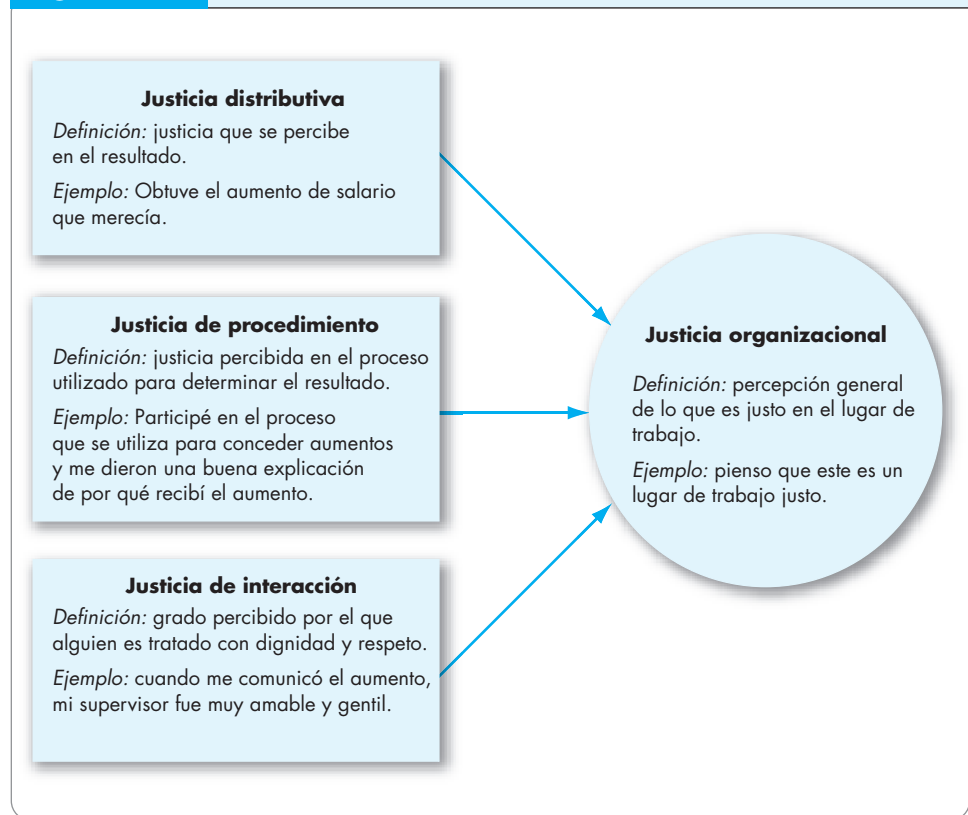 Justicia distributiva
Definición: justicia que se percibe
en el resultado.
Ejemplo: Obtuve el aumento de salario
que merecía.
Justicia de procedimiento
Definición: justicia percibida en el proceso
utilizado para determinar el resultado.
Ejemplo: Participé en el proceso
que se utiliza para conceder aumentos
y me dieron una buena explicación
de por qué recibí el aumento.
Justicia de interacción
Definición: grado percibido por el que
alguien es tratado con dignidad y respeto.
Ejemplo: cuando me comunicó el aumento,
mi supervisor fue muy amable y gentil.
Justicia organizacional
Definición: percepción general
de lo que es justo en el lugar de
trabajo.
Ejemplo: pienso que este es un
lugar de trabajo justo.